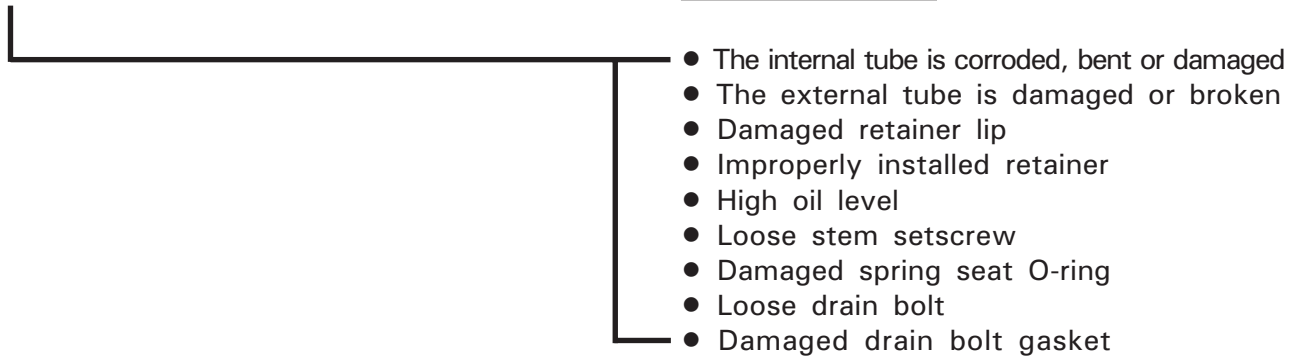 ● The internal tube is corroded, bent or damaged
● The external tube is damaged or broken
● Damaged retainer lip
● Improperly installed retainer
● High oil level
● Loose stem setscrew
● Damaged spring seat O-ring
● Loose drain bolt
● Damaged drain bolt gasket